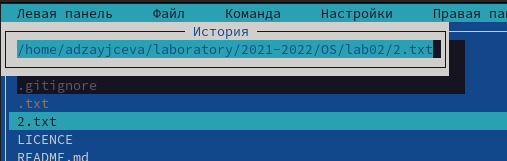 Левая панель Файл Команда Настройки Правая пан
История
/home/adzayjceva/laboratory/2021-2022/OS/lab02/2.txt
.gitignore
.txt
2.txt
LICENCE
README.md